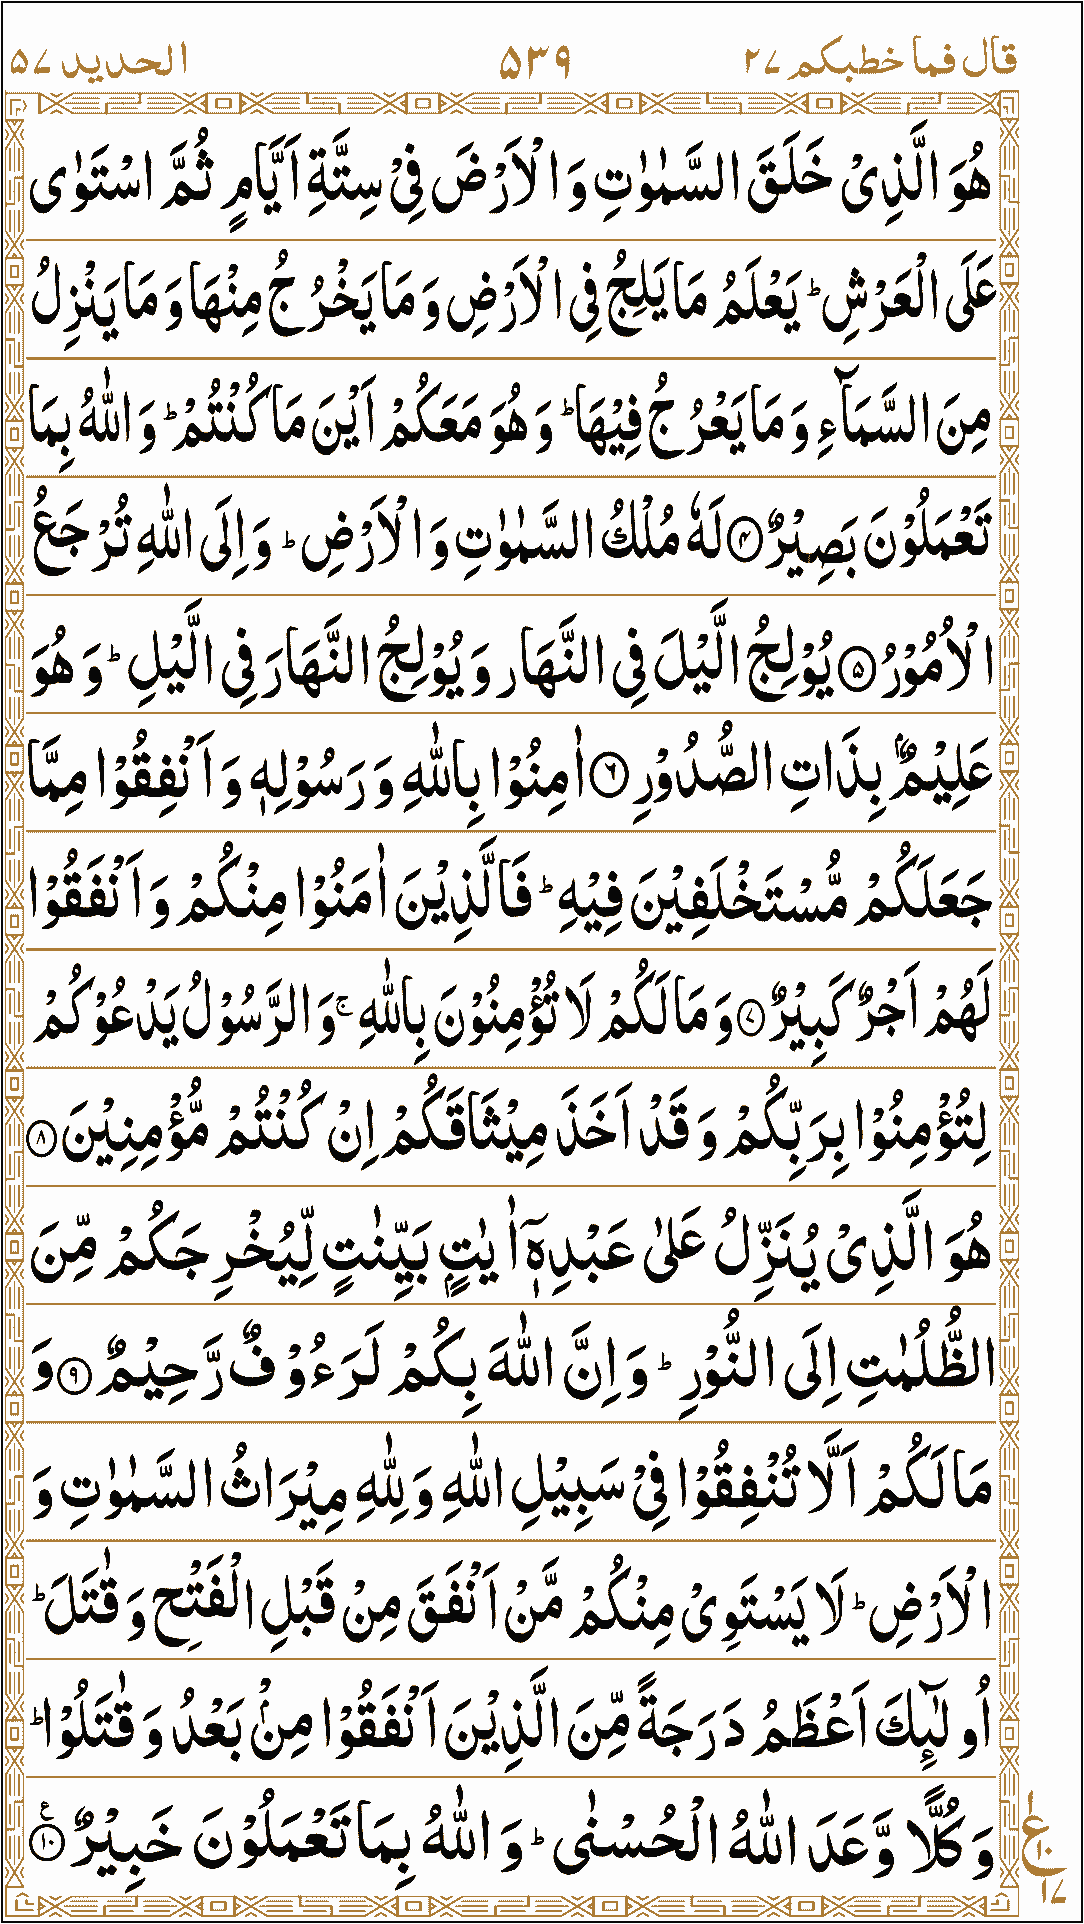 قال فما خطبکم ۲۷ ۵۳۹ الحدید ۵۷
هُوَ الَّذِیْ خَلَقَ السَّمٰوٰتِ وَ الْاَرْضَ فِیْ سِتَّةِ اَیَّامٍ ثُمَّ اسْتَوٰی
عَلَی الْعَرْشِ ؕ یَعْلَمُ مَا یَلِجُ فِی الْاَرْضِ وَ مَا یَخْرُجُ مِنْهَا وَ مَا یَنْزِلُ
مِنَ السَّمَآءِ وَ مَا یَعْرُجُ فِیْهَا ؕ وَ هُوَ مَعَكُمْ اَیْنَ مَا كُنْتُمْ ؕ وَ اللّٰهُ بِمَا
تَعْمَلُوْنَ بَصِیْرٌ ۴ لَهٗ مُلْكُ السَّمٰوٰتِ وَ الْاَرْضِ ؕ وَ اِلَی اللّٰهِ تُرْجَعُ
الْاُمُوْرُ ۵ یُوْلِجُ الَّیْلَ فِی النَّهَارِ وَ یُوْلِجُ النَّهَارَ فِی الَّیْلِ ؕ وَ هُوَ
عَلِیْمٌۢ بِذَاتِ الصُّدُوْرِ ۶ اٰمِنُوْا بِاللّٰهِ وَ رَسُوْلِهٖ وَ اَنْفِقُوْا مِمَّا
جَعَلَكُمْ مُّسْتَخْلَفِیْنَ فِیْهِ ؕ فَالَّذِیْنَ اٰمَنُوْا مِنْكُمْ وَ اَنْفَقُوْا
لَهُمْ اَجْرٌ كَبِیْرٌ ۷ وَ مَا لَكُمْ لَا تُؤْمِنُوْنَ بِاللّٰهِ ۚ وَ الرَّسُوْلُ یَدْعُوْكُمْ
لِتُؤْمِنُوْا بِرَبِّكُمْ وَ قَدْ اَخَذَ مِیْثَاقَكُمْ اِنْ كُنْتُمْ مُّؤْمِنِیْنَ ۸
هُوَ الَّذِیْ یُنَزِّلُ عَلٰی عَبْدِهٖۤ اٰیٰتٍۭ بَیِّنٰتٍ لِّیُخْرِجَكُمْ مِّنَ
الظُّلُمٰتِ اِلَی النُّوْرِ ؕ وَ اِنَّ اللّٰهَ بِكُمْ لَرَءُوْفٌ رَّحِیْمٌ ۹ وَ
مَا لَكُمْ اَلَّا تُنْفِقُوْا فِیْ سَبِیْلِ اللّٰهِ وَ لِلّٰهِ مِیْرَاثُ السَّمٰوٰتِ وَ
الْاَرْضِ ؕ لَا یَسْتَوِیْ مِنْكُمْ مَّنْ اَنْفَقَ مِنْ قَبْلِ الْفَتْحِ وَ قٰتَلَ ؕ
اُولٰٓىِٕكَ اَعْظَمُ دَرَجَةً مِّنَ الَّذِیْنَ اَنْفَقُوْا مِنْۢ بَعْدُ وَ قٰتَلُوْا ؕ
وَ كُلًّا وَّعَدَ اللّٰهُ الْحُسْنٰی ؕ وَ اللّٰهُ بِمَا تَعْمَلُوْنَ خَبِیْرٌ ۱۰ ع
۱
ع
۱۰
۱۷